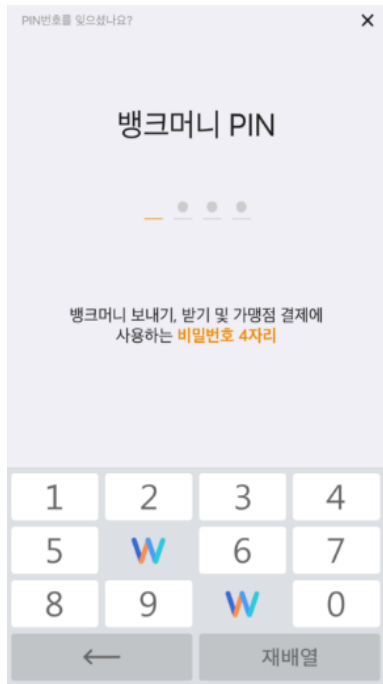 PIN번호를 잊으셨나요?
뱅크머니 PIN
뱅크머니 보내기, 받기 및 가맹점 결제에
사용하는 비밀번호 4자리
1 2 3 4
5 W 6 7
8 9 W 0
재배열